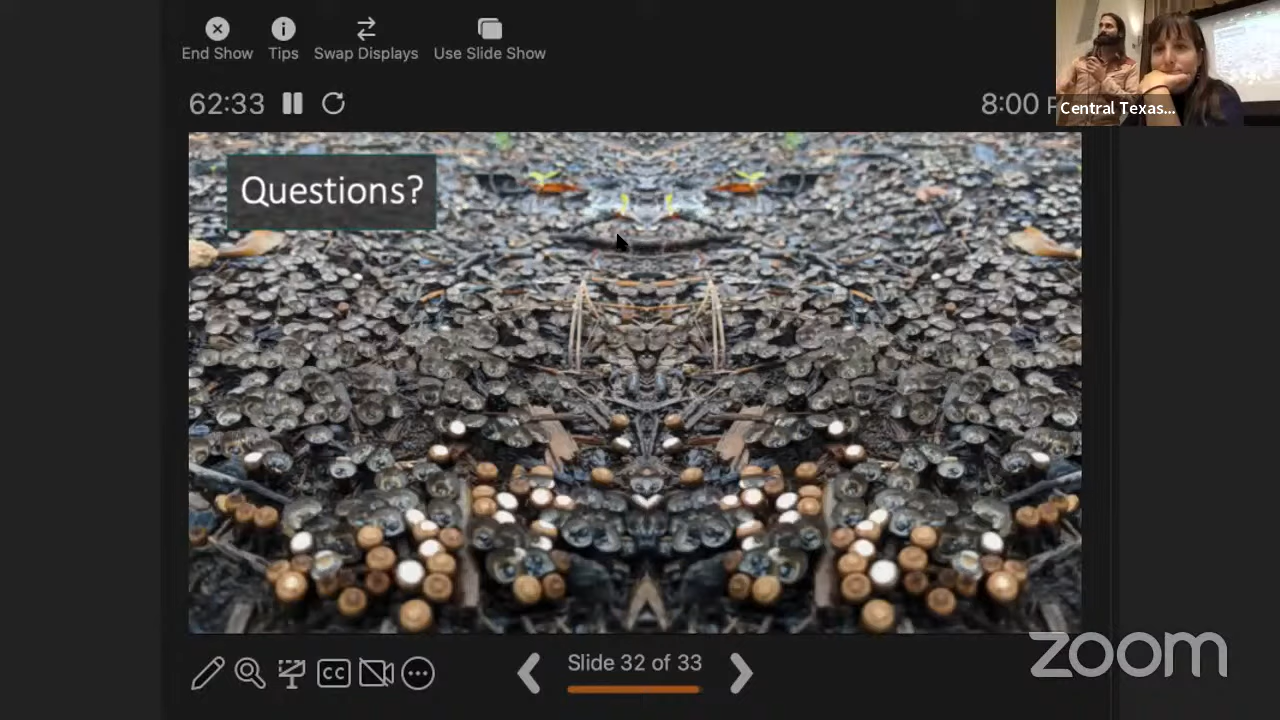 End Show
Tips
Swap Displays
Use Slide Show
62:33
8:00
Central Texas...
Questions?
CC
Slide 32 of 33
zoom